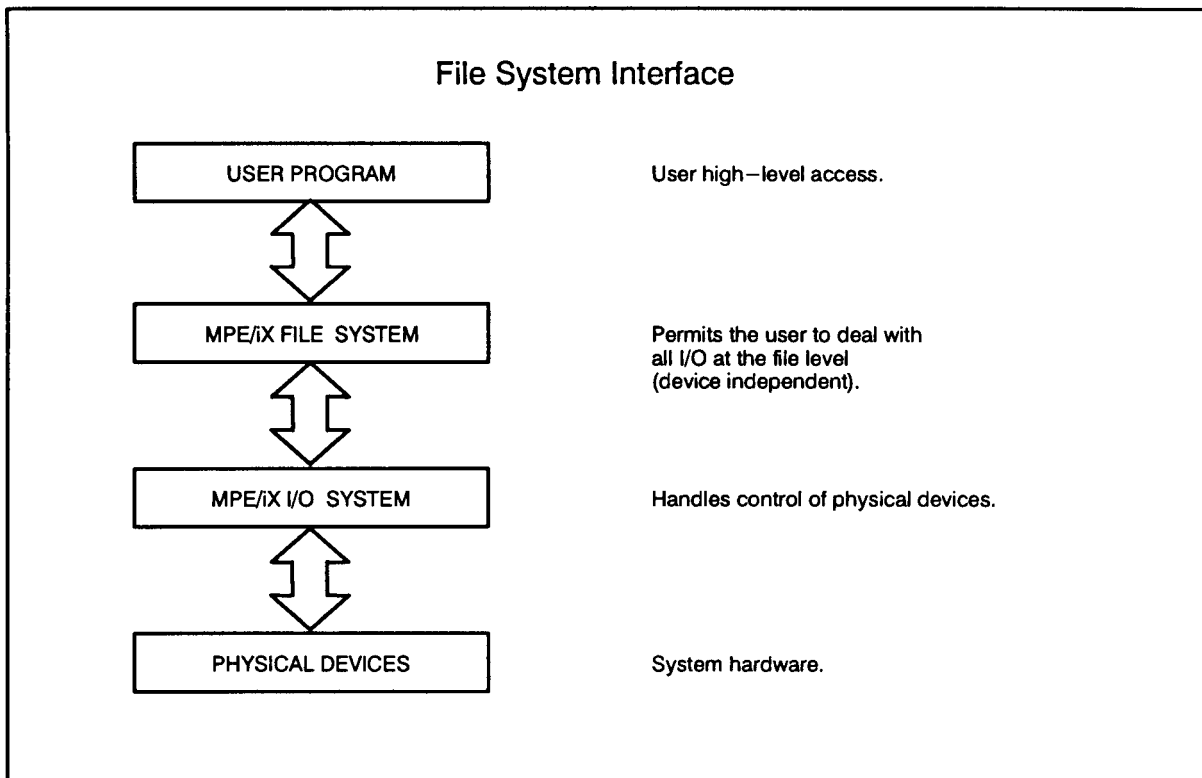 File System Interface
USER PROGRAM
User high-level access.
MPE/iX FILE SYSTEM
Permits the user to deal with
all I/O at the file level
(device independent).
MPE/iX I/O SYSTEM
Handles control of physical devices.
PHYSICAL DEVICES
System hardware.